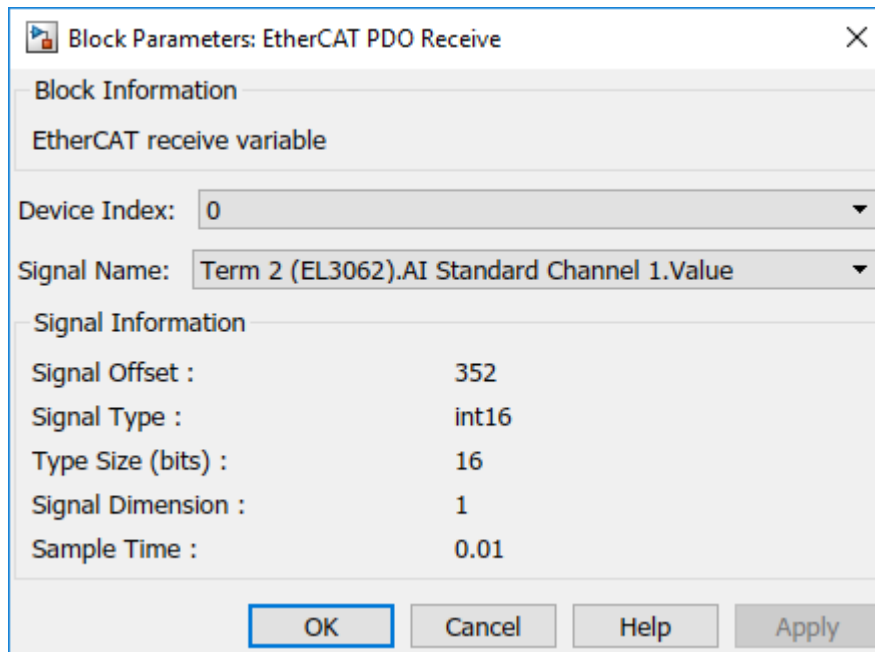 Block Parameters: EtherCAT PDO Receive
Block Information
EtherCAT receive variable
Device Index: 0
Signal Name: Term 2 (EL3062).AI Standard Channel 1.Value
Signal Information
Signal Offset : 352
Signal Type : int16
Type Size (bits) : 16
Signal Dimension : 1
Sample Time : 0.01
OK Cancel Help Apply